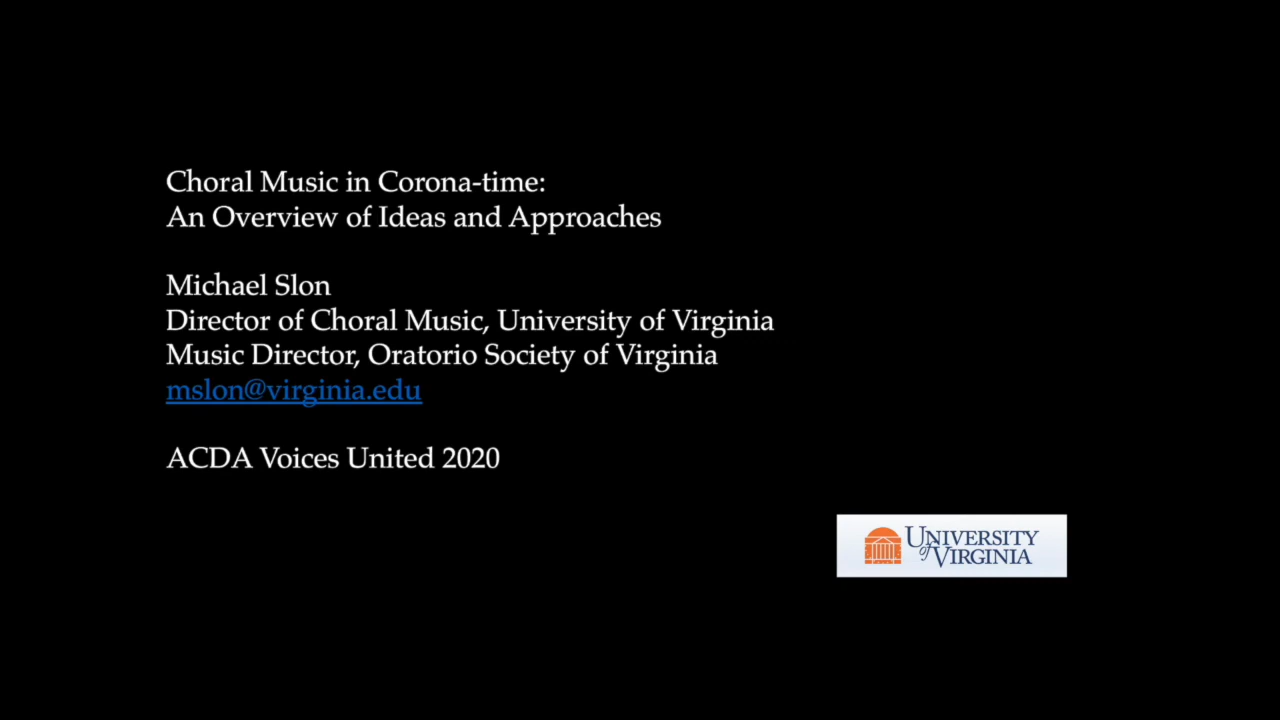 Choral Music in Corona-time:
An Overview of Ideas and Approaches
Michael Slon
Director of Choral Music, University of Virginia
Music Director, Oratorio Society of Virginia
mslon@virginia.edu
ACDA Voices United 2020
UNIVERSITY
of VIRGINIA